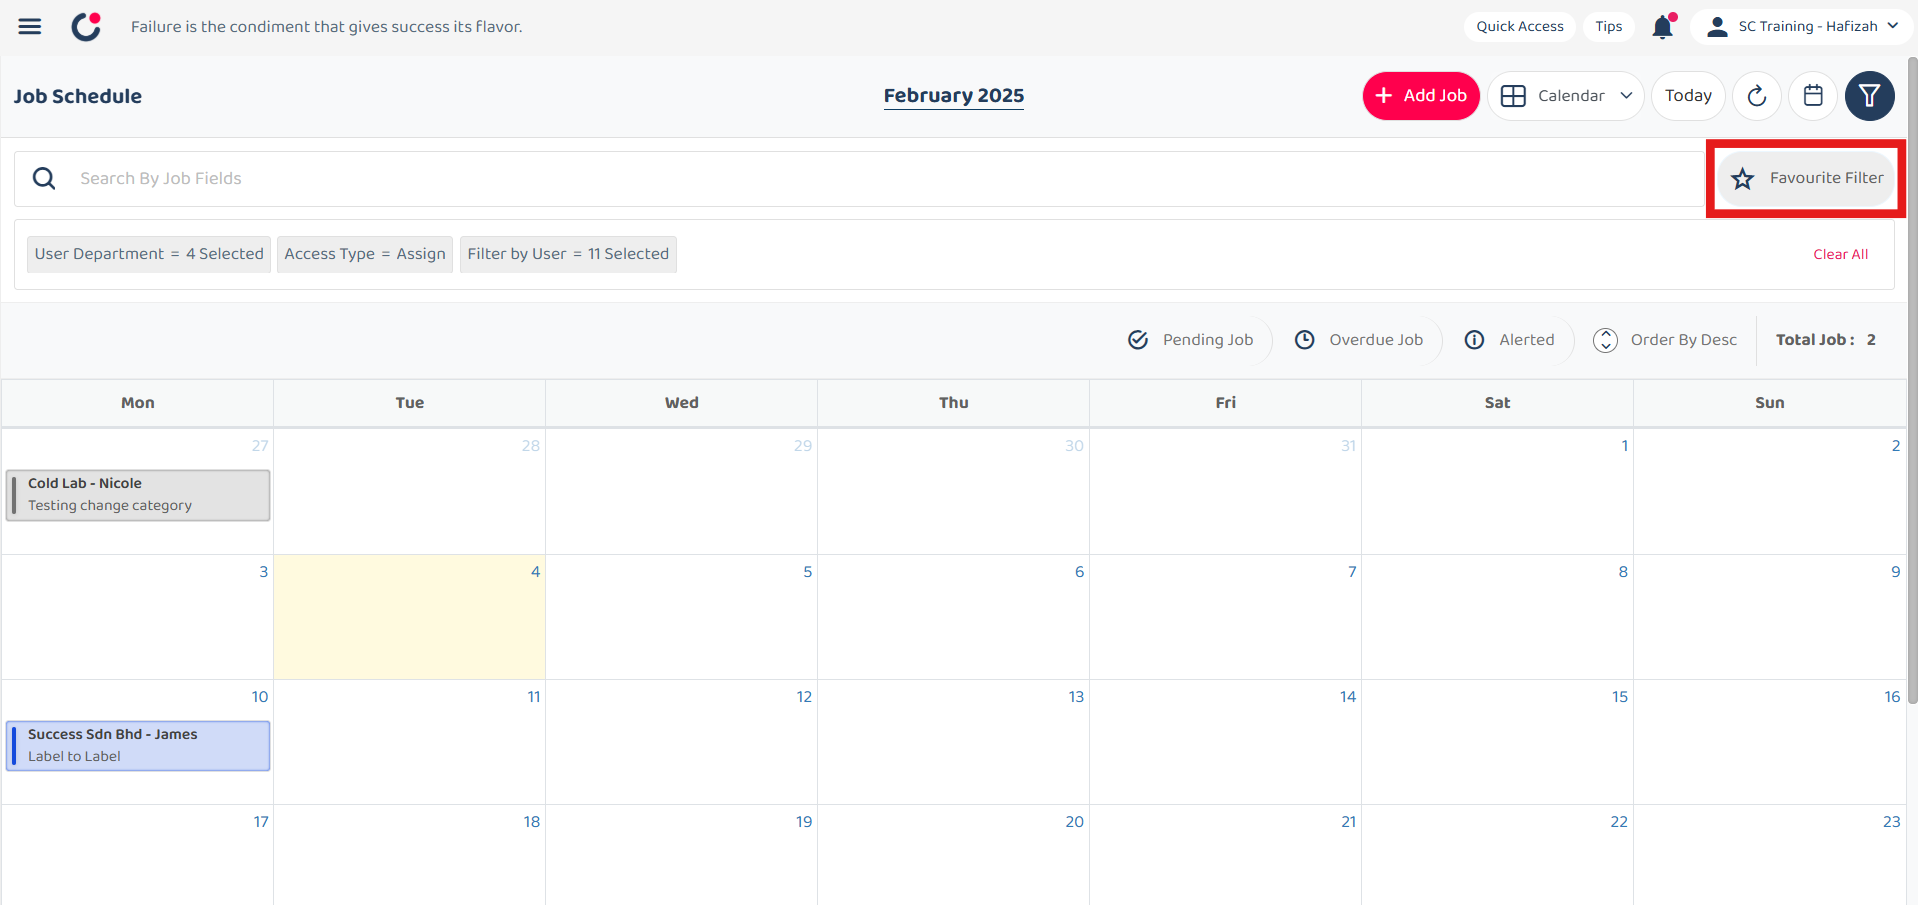 Failure is the condiment that gives success its flavor.
Quick Access
Tips
SC Training - Hafizah
Job Schedule
February 2025
Add Job
Calendar
Today
Search By Job Fields
Favourite Filter
User Department = 4 Selected
Access Type = Assign
Filter by User = 11 Selected
Clear All
Pending Job
Overdue Job
Alerted
Order By Desc
Total Job : 2
Mon Tue Wed Thu Fri Sat Sun
27 28 29 30 31 1 2
Cold Lab - Nicole
Testing change category
3 4 5 6 7 8 9
10 11 12 13 14 15 16
Success Sdn Bhd - James
Label to Label
17 18 19 20 21 22 23